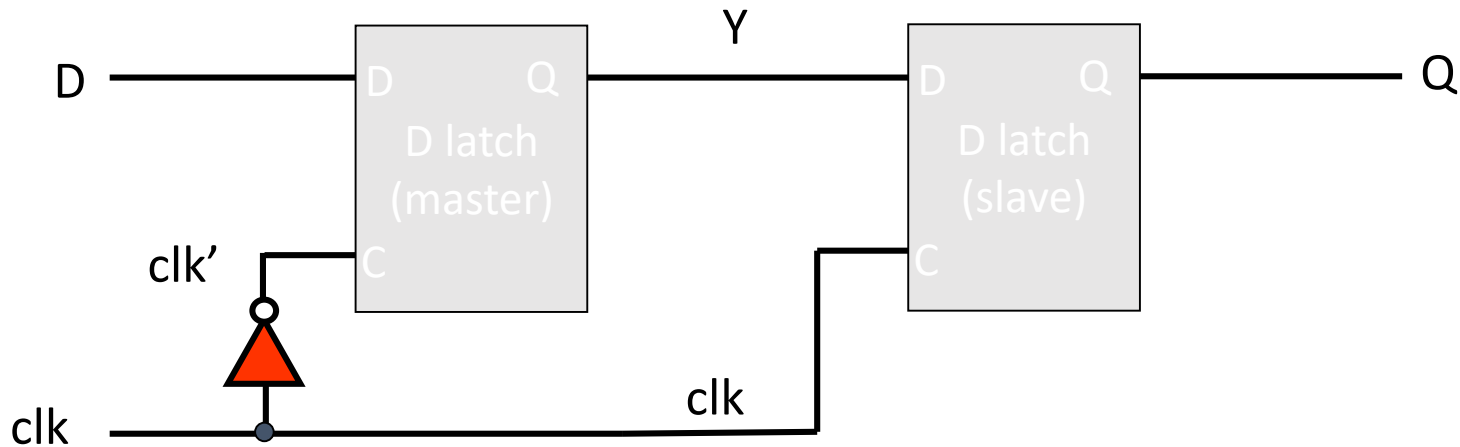 Y
D
D Q
D Q
Q
D latch
(master)
D latch
(slave)
clk’
C
C
clk
clk